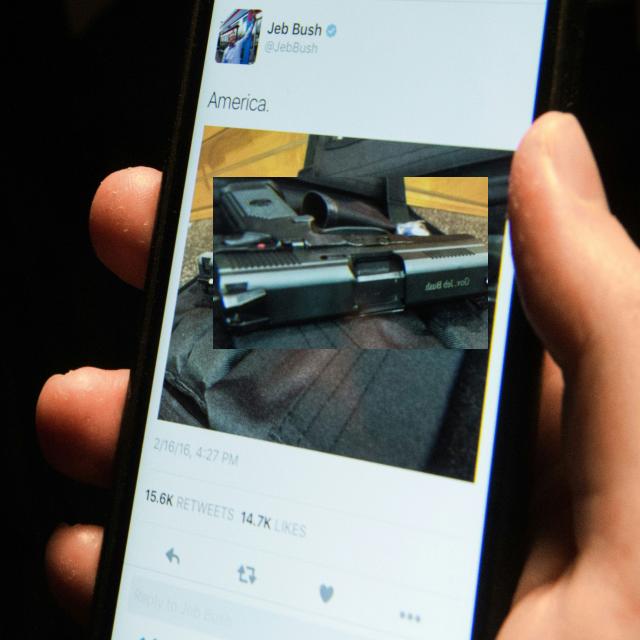 Jeb Bush
@JebBush
America.
Gov. Jeb Bush
2/16/16, 4:27 PM
15.6K RETWEETS 14.7K LIKES
Reply to Jeb Bush